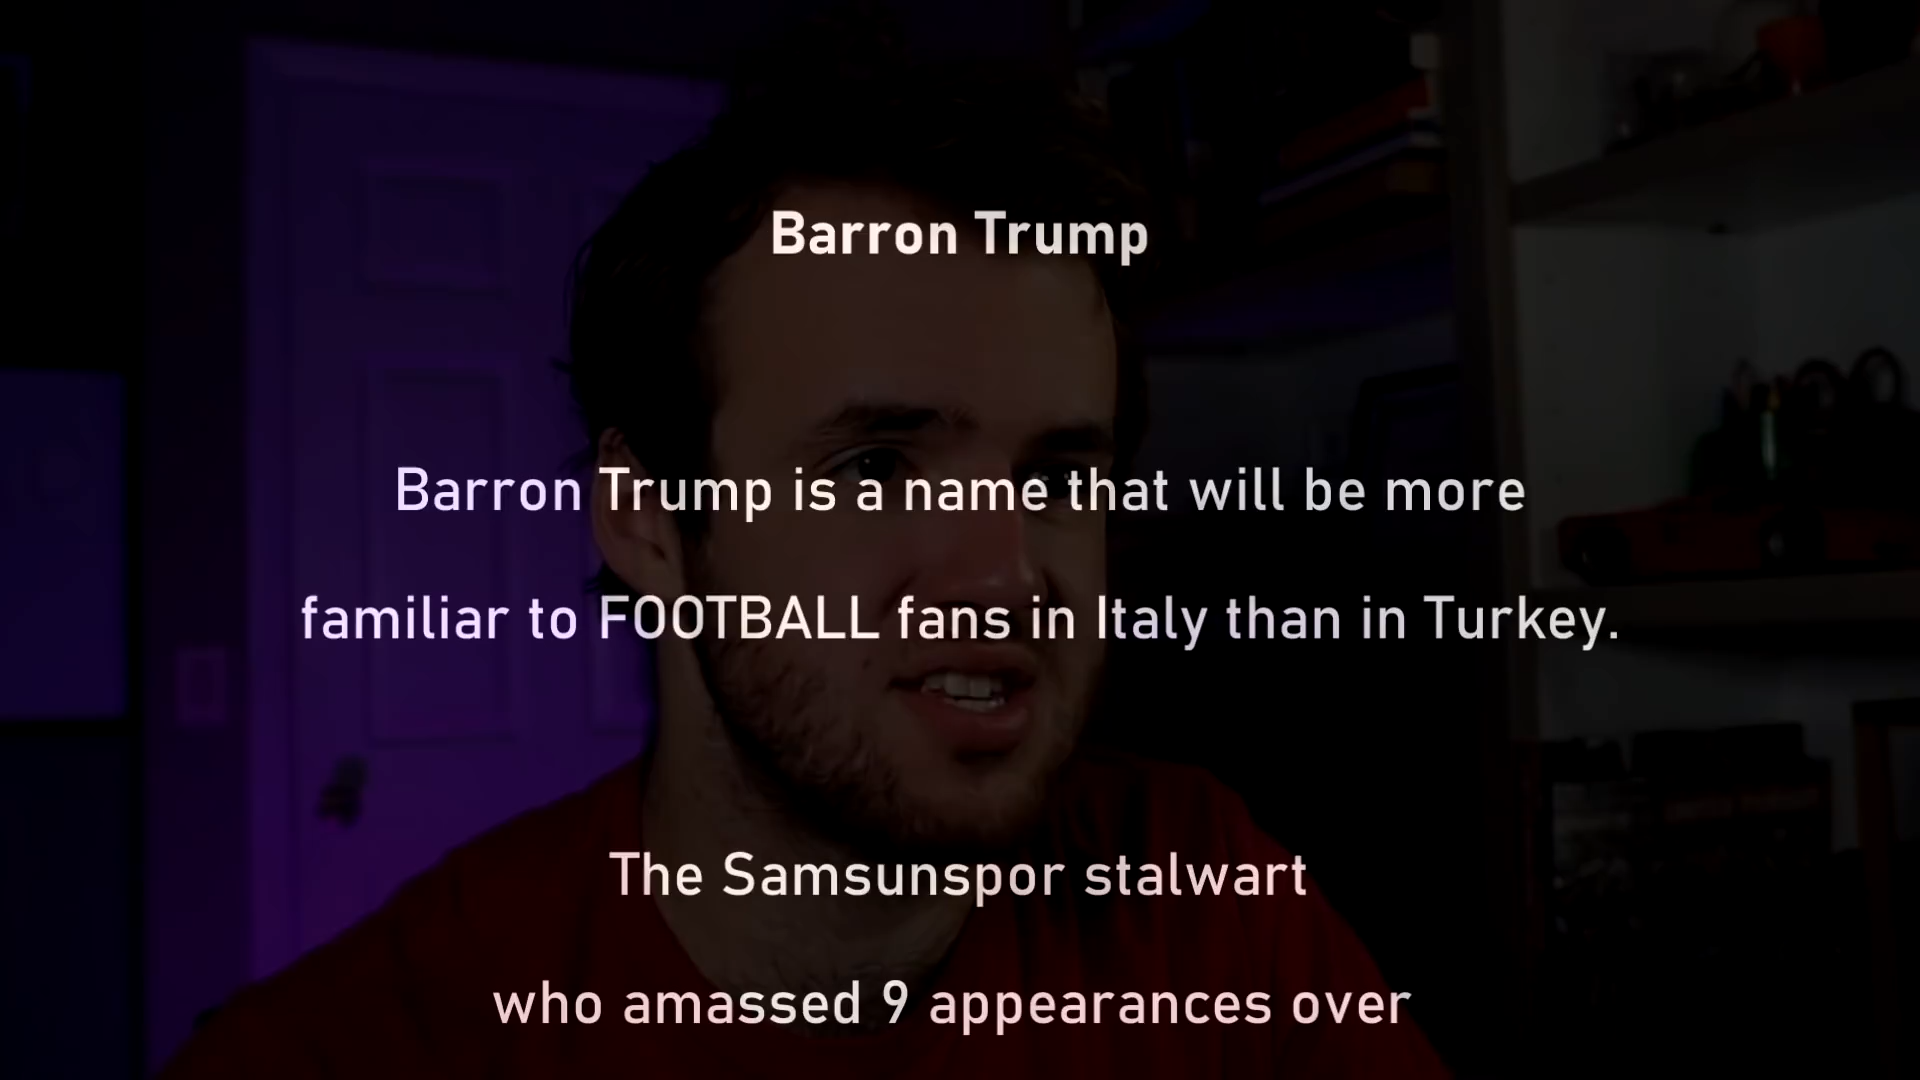 Barron Trump
Barron Trump is a name that will be more
familiar to FOOTBALL fans in Italy than in Turkey.
The Samsunspor stalwart
who amassed 9 appearances over